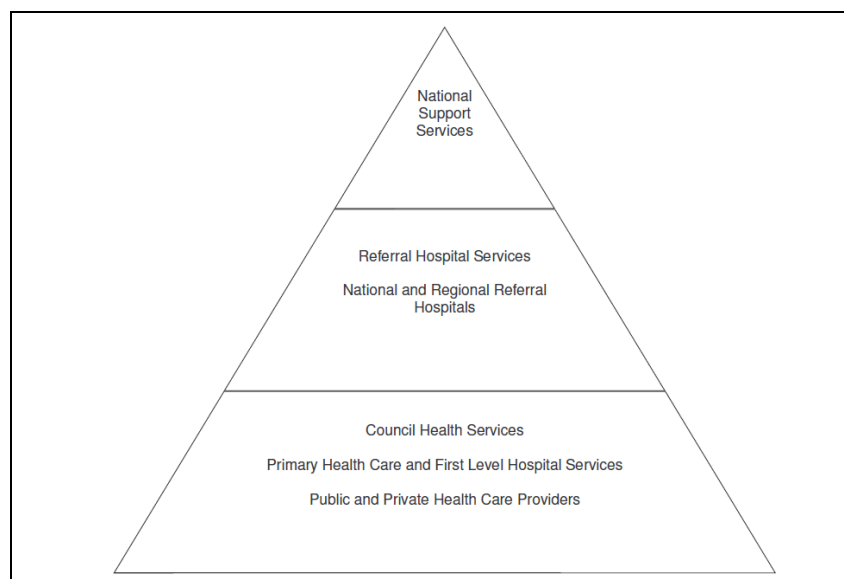 National
Support
Services
Referral Hospital Services
National and Regional Referral
Hospitals
Council Health Services
Primary Health Care and First Level Hospital Services
Public and Private Health Care Providers